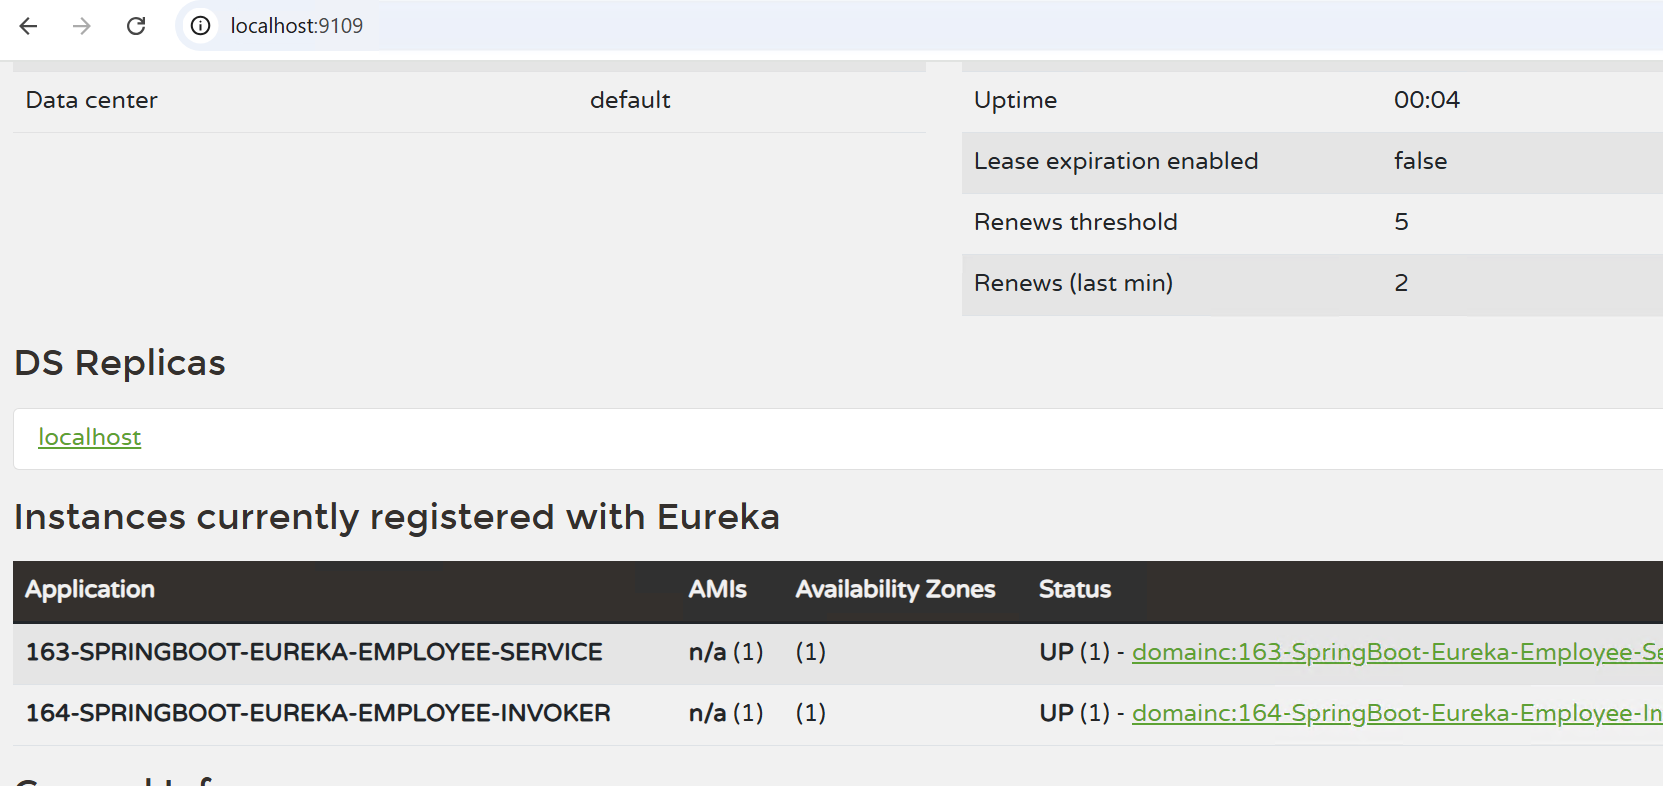 localhost:9109
Data center default
Uptime 00:04
Lease expiration enabled false
Renews threshold 5
Renews (last min) 2
DS Replicas
localhost
Instances currently registered with Eureka
Application AMIs Availability Zones Status
163-SPRINGBOOT-EUREKA-EMPLOYEE-SERVICE n/a (1) (1) UP (1) - domainc:163-SpringBoot-Eureka-Employee-Se
164-SPRINGBOOT-EUREKA-EMPLOYEE-INVOKER n/a (1) (1) UP (1) - domainc:164-SpringBoot-Eureka-Employee-In